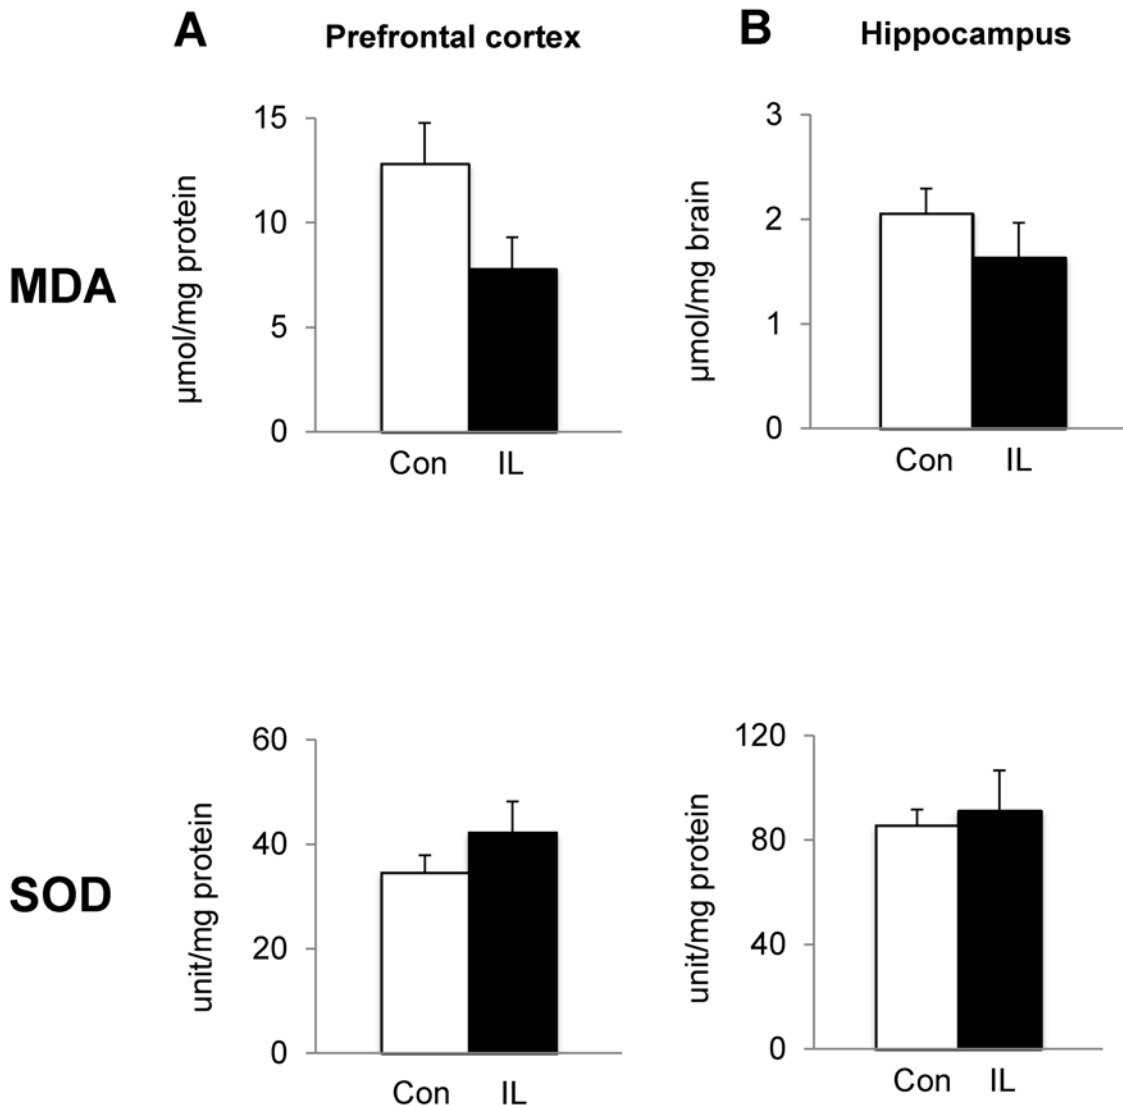 A Prefrontal cortex
B Hippocampus
MDA
µmol/mg protein
15
10
5
0
Con IL
µmol/mg brain
3
2
1
0
Con IL
SOD
unit/mg protein
60
40
20
0
Con IL
unit/mg protein
120
80
40
0
Con IL